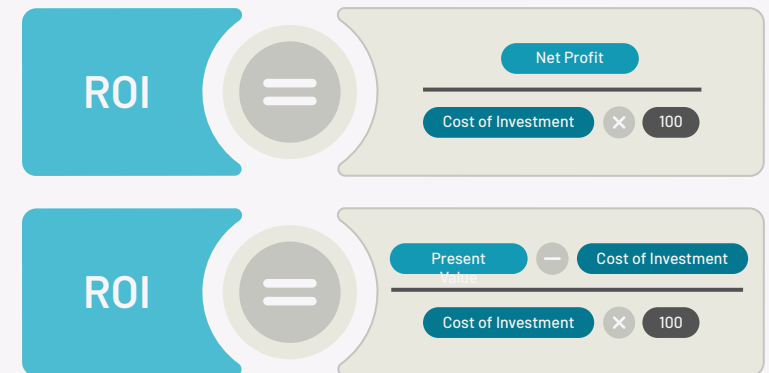 ROI
=
Net Profit
Cost of Investment × 100
ROI
=
Present
Value
− Cost of Investment
Cost of Investment × 100